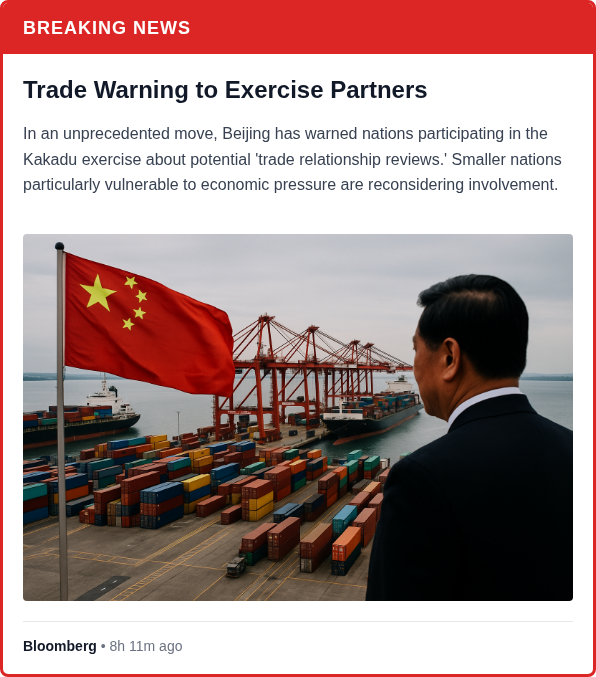 BREAKING NEWS
Trade Warning to Exercise Partners
In an unprecedented move, Beijing has warned nations participating in the
Kakadu exercise about potential 'trade relationship reviews.' Smaller nations
particularly vulnerable to economic pressure are reconsidering involvement.
Bloomberg • 8h 11m ago